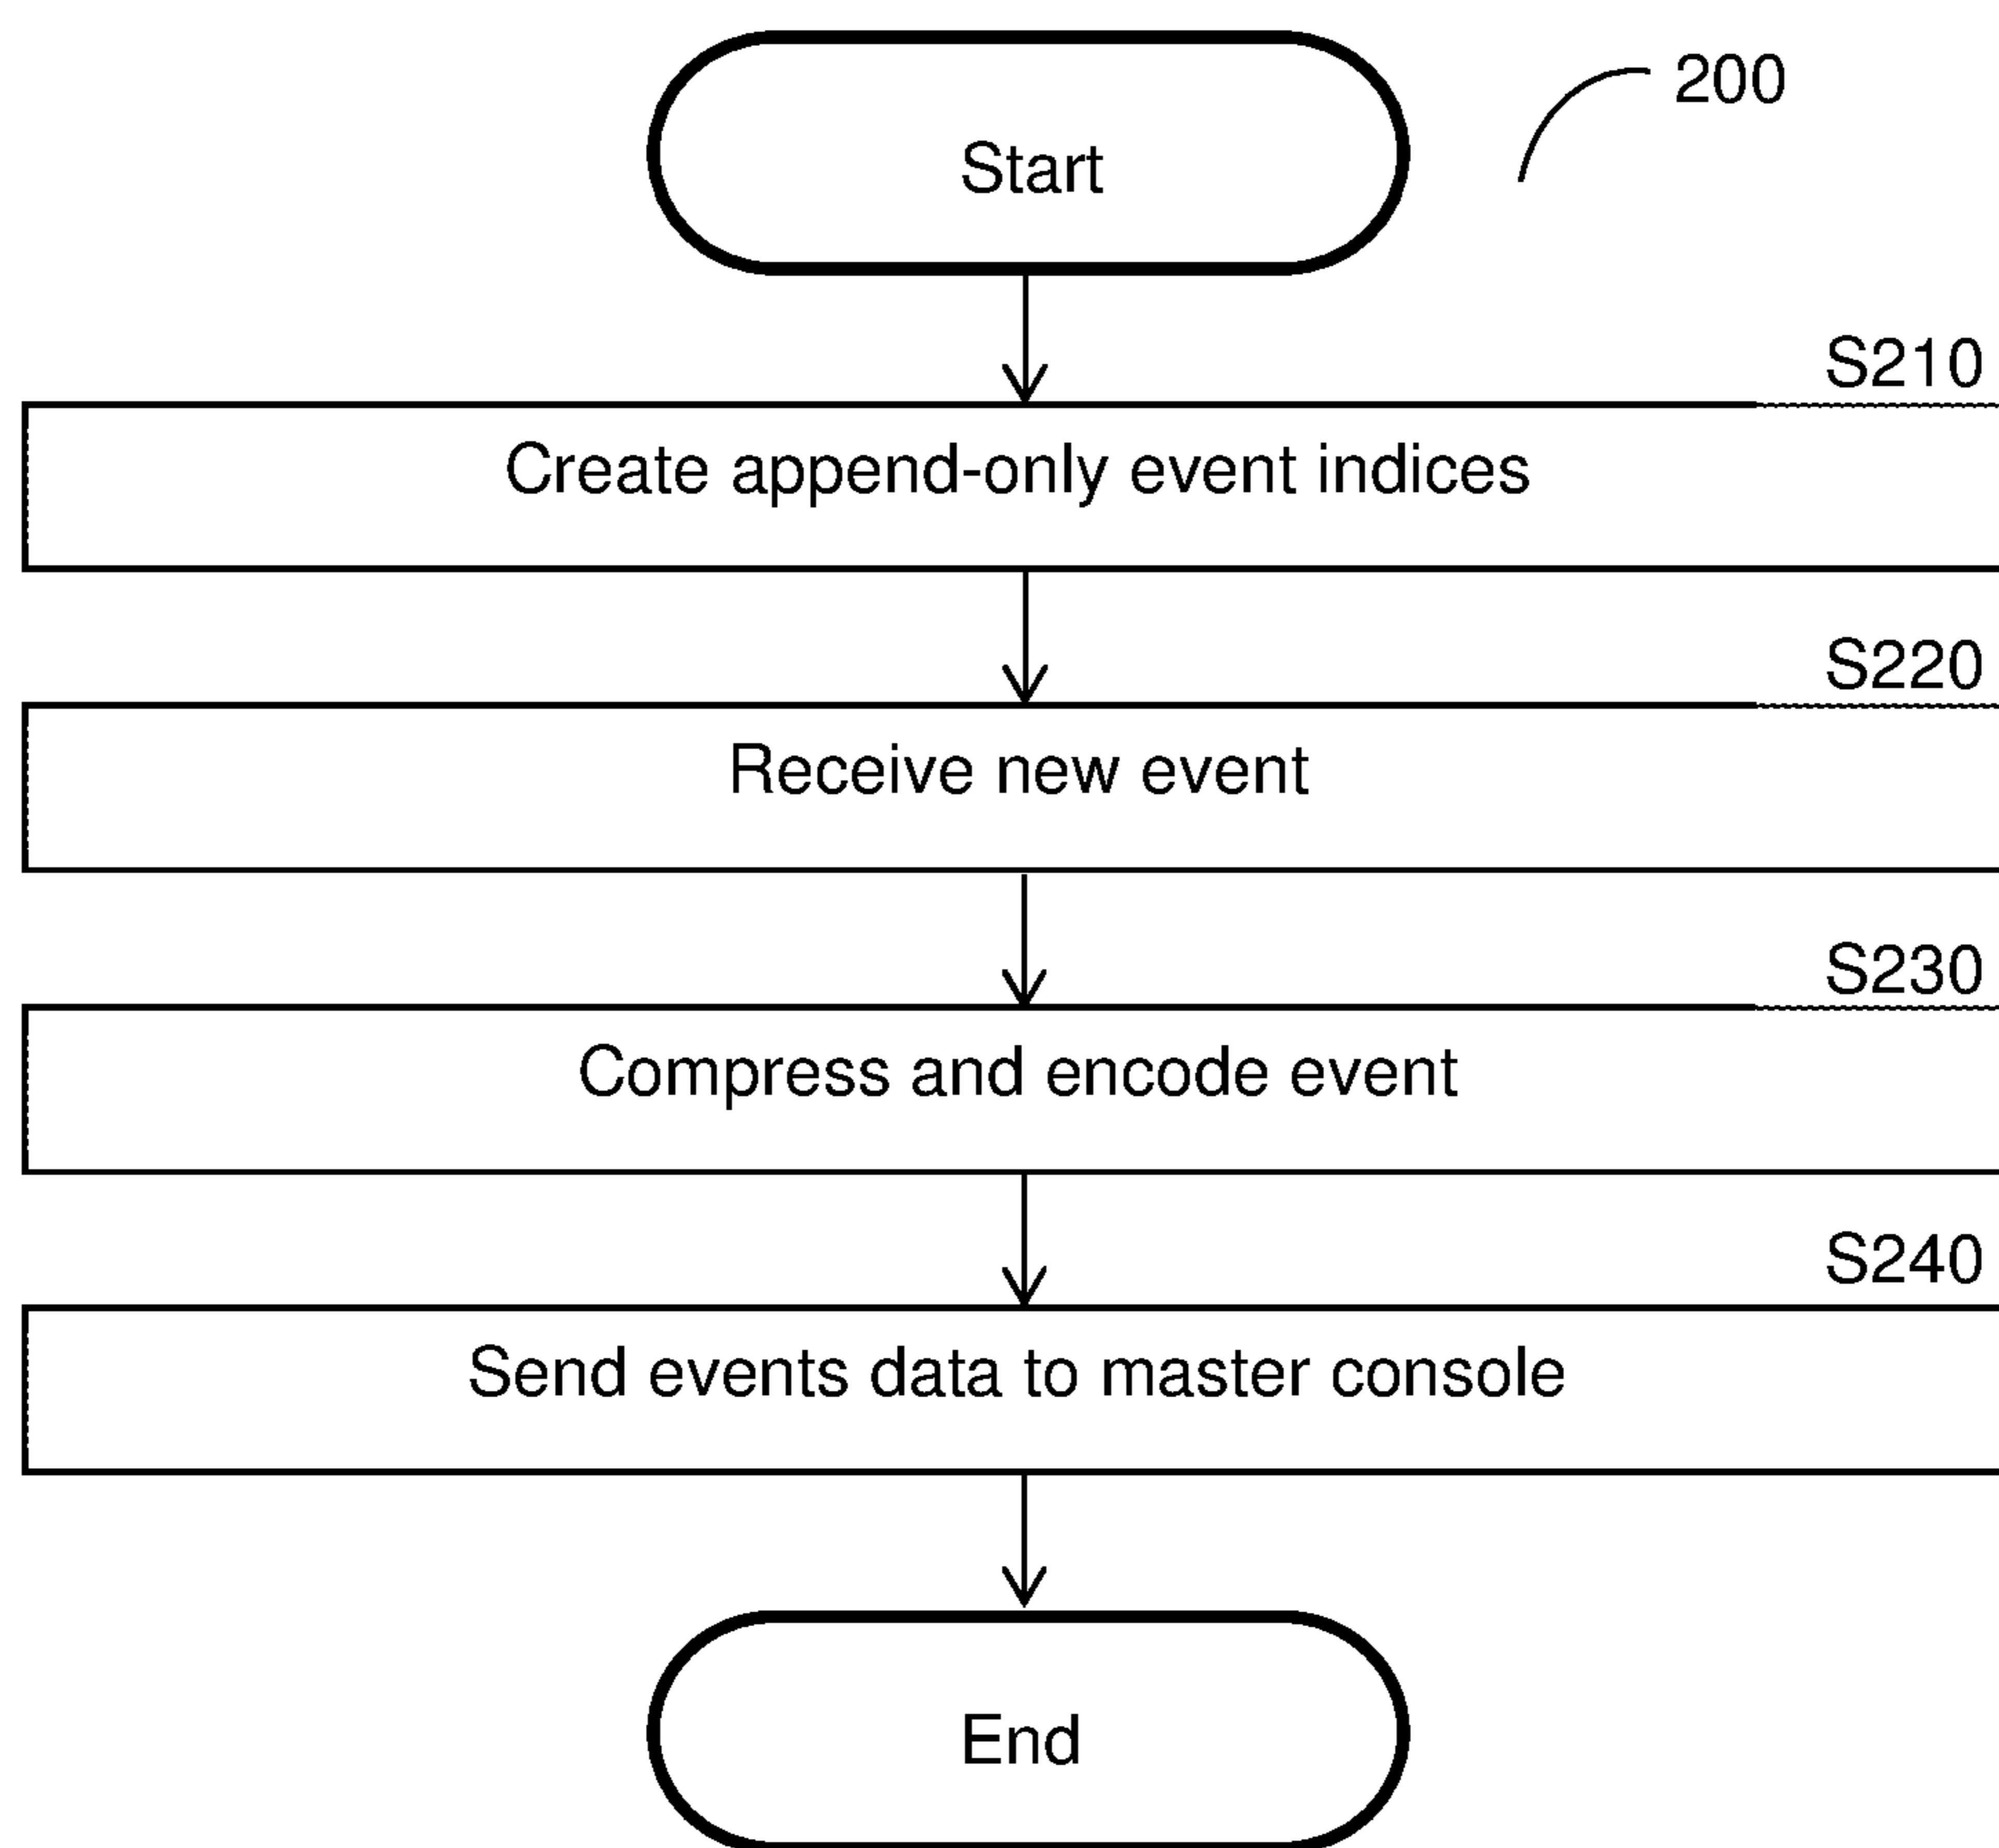 200
Start
S210
Create append-only event indices
S220
Receive new event
S230
Compress and encode event
S240
Send events data to master console
End